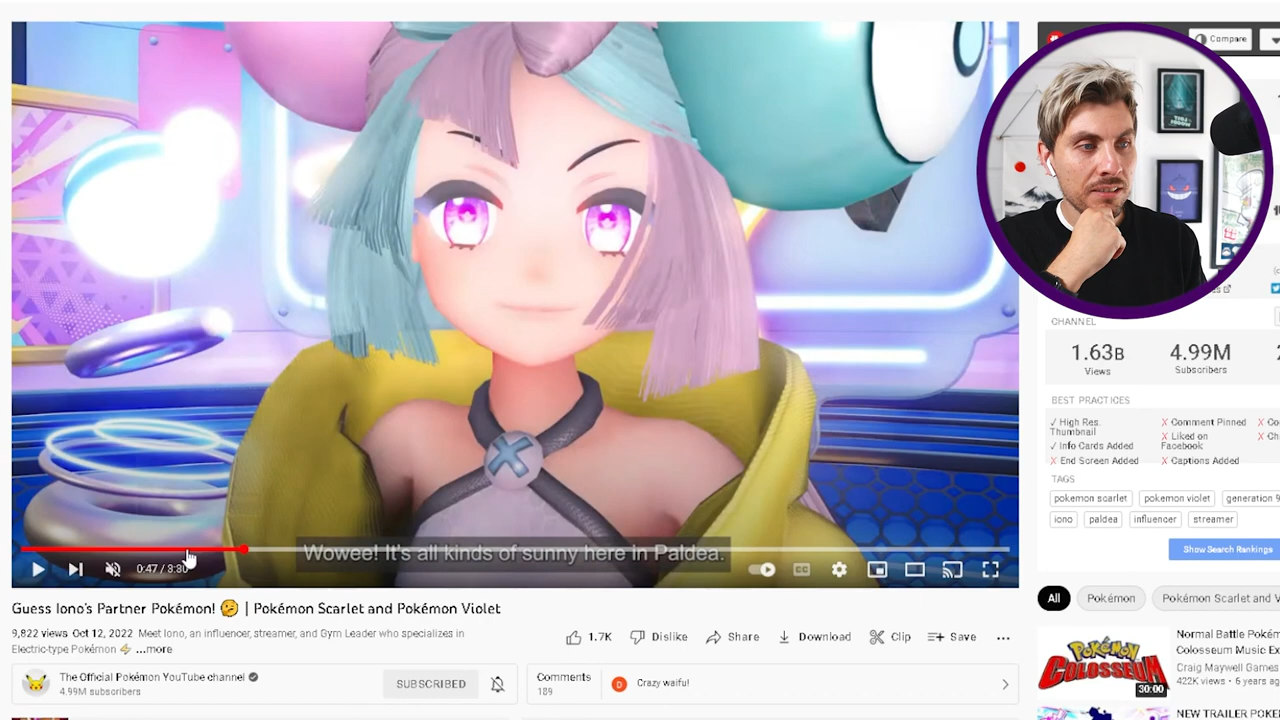 Compare
CHANNEL
1.63B
4.99M
Views
Subscribers
BEST PRACTICES
✓ High Res. Thumbnail
✓ Info Cards Added
X End Screen Added
X Comment Pinned
X Liked on Facebook
X Captions Added
TAGS
pokemon scarlet
pokemon violet
generation 9
iono
paldea
influencer
streamer
Show Search Rankings
Wowee! It's all kinds of sunny here in Paldea.
0:47 / 3:30
CC
Guess Iono's Partner Pokémon! 🤔 | Pokémon Scarlet and Pokémon Violet
9,822 views Oct 12, 2022 Meet Iono, an influencer, streamer, and Gym Leader who specializes in
Electric-type Pokémon ⚡ ...more
1.7K
Dislike
Share
Download
Clip
Save
The Official Pokémon YouTube channel
4.99M subscribers
SUBSCRIBED
Comments
189
D
Crazy waifu!
All
Pokémon
Pokémon Scarlet and V
POKéMON
COLOSSEUM
30:00
Normal Battle Pokém
Colosseum Music Ex
Craig Maywell Games
422K views • 6 years ag
NEW TRAILER POKE